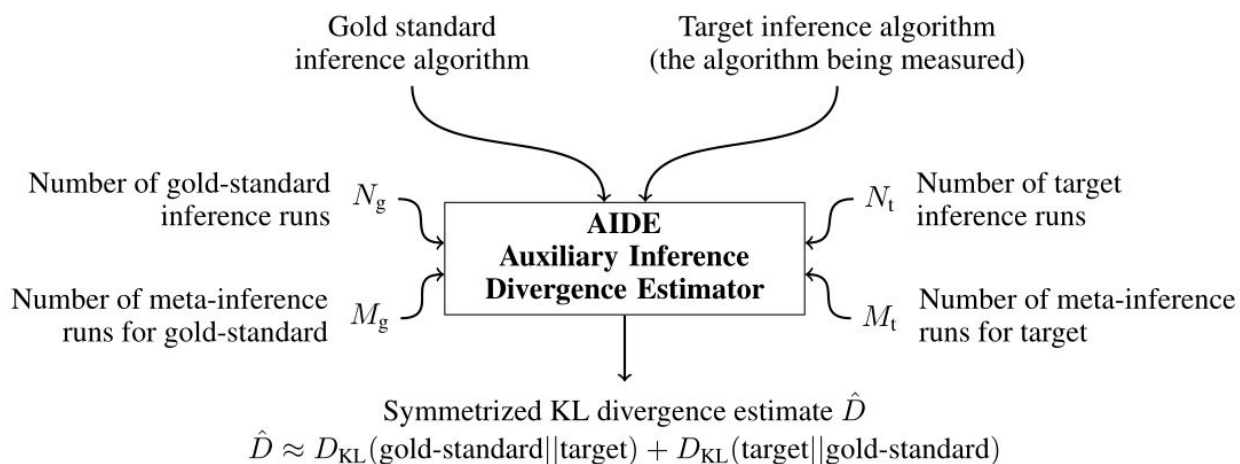 Gold standard
inference algorithm
Target inference algorithm
(the algorithm being measured)
Number of gold-standard
inference runs
N_g
N_t
Number of target
inference runs
AIDE
Auxiliary Inference
Divergence Estimator
Number of meta-inference
runs for gold-standard
M_g
M_t
Number of meta-inference
runs for target
Symmetrized KL divergence estimate D̂
D̂ ≈ D_KL(gold-standard||target) + D_KL(target||gold-standard)